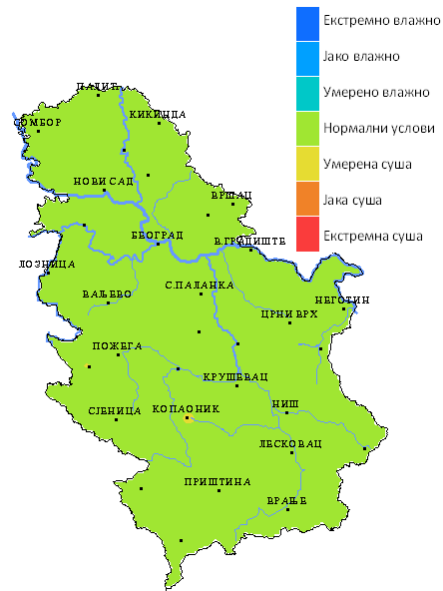 Екстремно влажно
Јако влажно
Умерено влажно
Нормални услови
Умерена суша
Јака суша
Екстремна суша
ПАЛИЋ
СОМБОР
КИКИНДА
НОВИ САД
ВРШАЦ
БЕОГРАД
В.ГРАДИШТЕ
ЛОЗНИЦА
С.ПАЛАНКА
ВАЉЕВО
НЕГОТИН
ЦРНИ ВРХ
ПОЖЕГА
КРУШЕВАЦ
СЈЕНИЦА
КОПАОНИК
НИШ
ЛЕСКОВАЦ
ПРИШТИНА
ВРАЊЕ